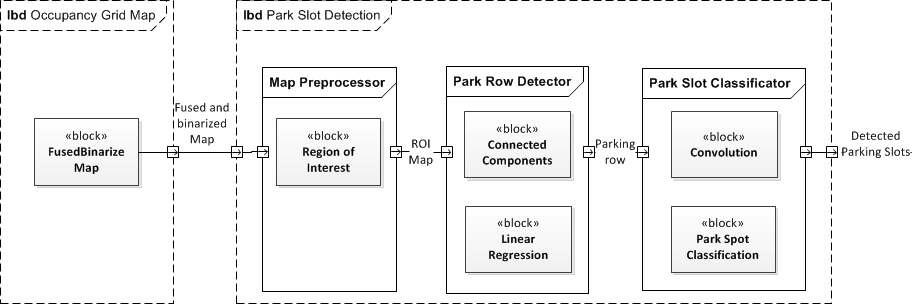 Ibd Occupancy Grid Map
Ibd Park Slot Detection
«block»
FusedBinarize
Map
Fused and
binarized
Map
Map Preprocessor
«block»
Region of
Interest
ROI
Map
Park Row Detector
«block»
Connected
Components
«block»
Linear
Regression
Parking
row
Park Slot Classificator
«block»
Convolution
«block»
Park Spot
Classification
Detected
Parking Slots